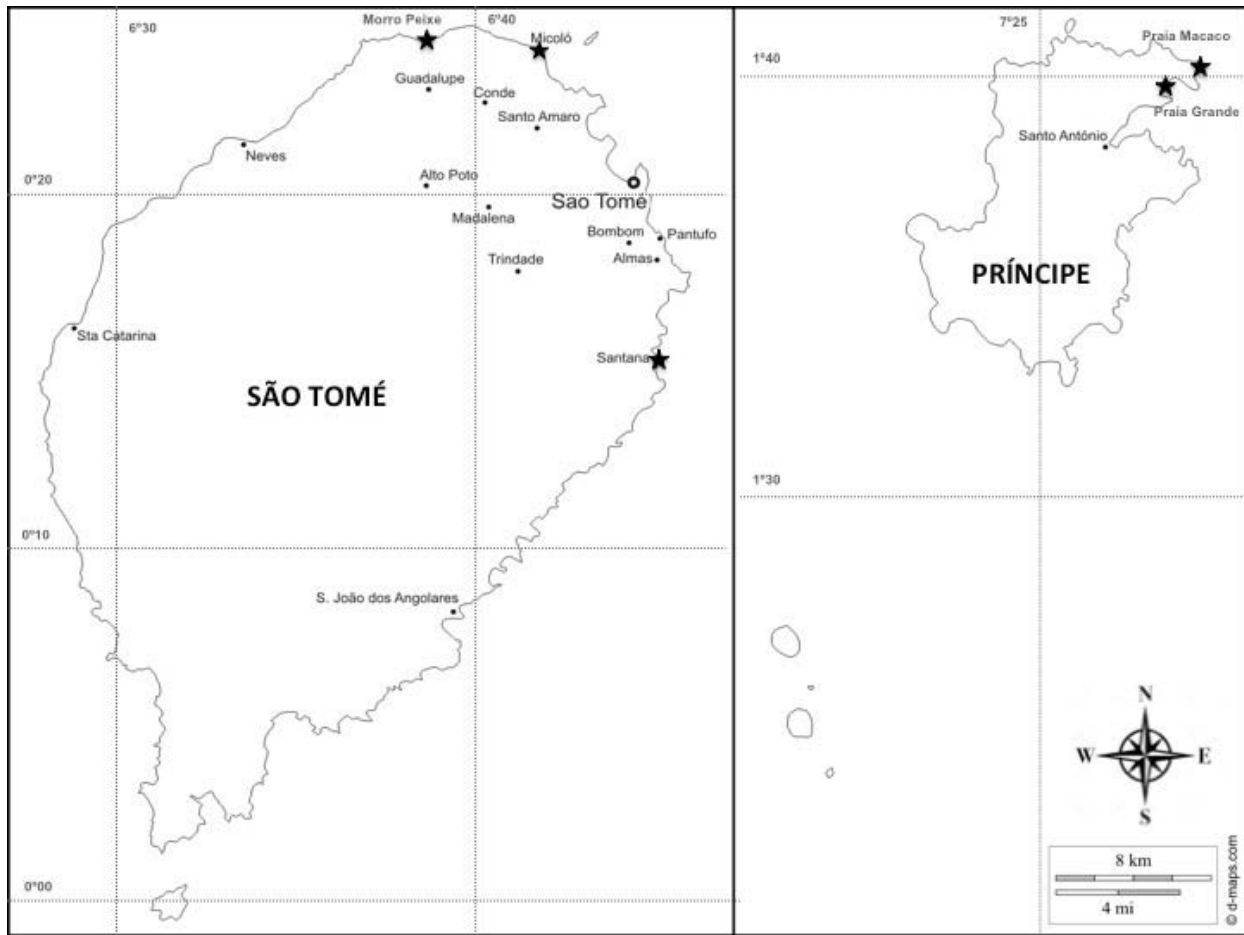 6°30
Morro Peixe
6°40
Micoló
Guadalupe
Conde
Santo Amaro
Neves
0°20
Alto Poto
Sao Tomé
Madalena
Bombom
Pantufo
Almas
Trindade
Sta Catarina
Santana
SÃO TOMÉ
0°10
S. João dos Angolares
0°00
7°25
Praia Macaco
1°40
Praia Grande
Santo António
PRÍNCIPE
1°30
N
W
E
S
8 km
4 mi
© d-maps.com